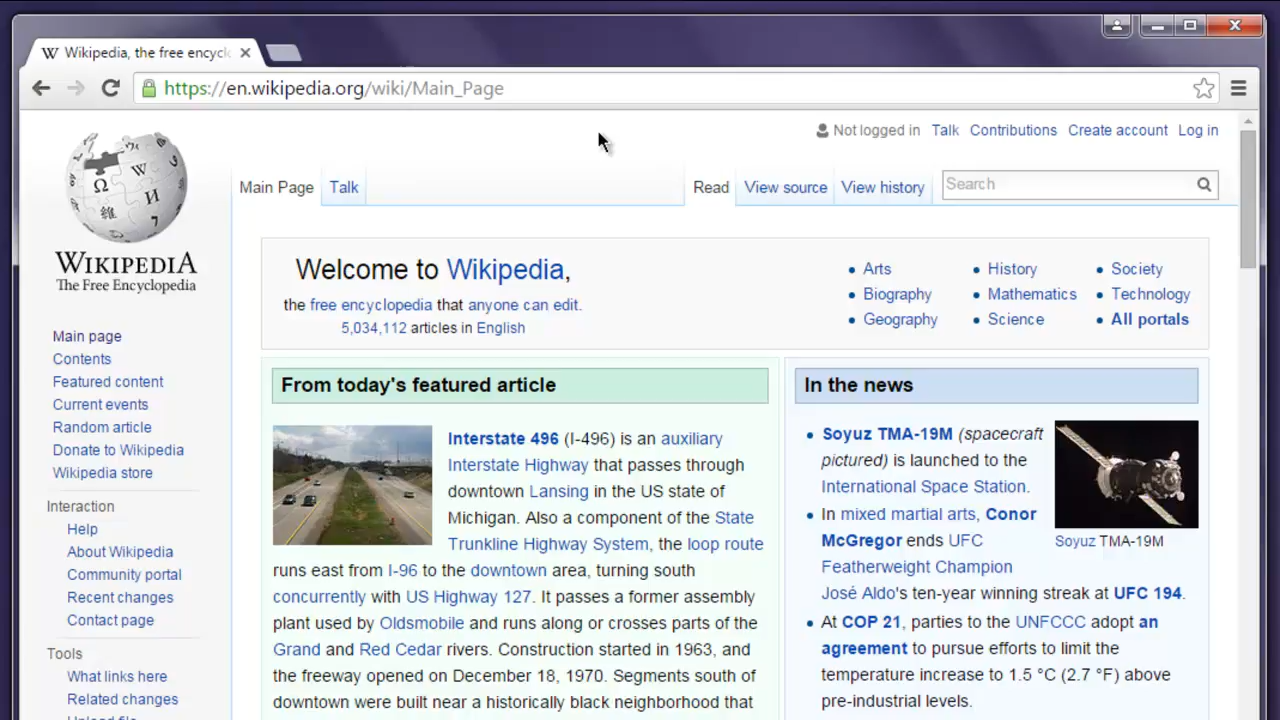 Wikipedia, the free encyck
https://en.wikipedia.org/wiki/Main_Page
Not logged in Talk Contributions Create account Log in
Main Page Talk Read View source View history Search
WIKIPEDIA
The Free Encyclopedia
Main page
Contents
Featured content
Current events
Random article
Donate to Wikipedia
Wikipedia store
Interaction
Help
About Wikipedia
Community portal
Recent changes
Contact page
Tools
What links here
Related changes
Upload file
Welcome to Wikipedia,
the free encyclopedia that anyone can edit.
5,034,112 articles in English
• Arts
• Biography
• Geography
• History
• Mathematics
• Science
• Society
• Technology
• All portals
From today's featured article
Interstate 496 (I-496) is an auxiliary
Interstate Highway that passes through
downtown Lansing in the US state of
Michigan. Also a component of the State
Trunkline Highway System, the loop route
runs east from I-96 to the downtown area, turning south
concurrently with US Highway 127. It passes a former assembly
plant used by Oldsmobile and runs along or crosses parts of the
Grand and Red Cedar rivers. Construction started in 1963, and
the freeway opened on December 18, 1970. Segments south of
downtown were built near a historically black neighborhood that
In the news
• Soyuz TMA-19M (spacecraft
pictured) is launched to the
International Space Station.
• In mixed martial arts, Conor
McGregor ends UFC
Featherweight Champion
José Aldo's ten-year winning streak at UFC 194.
• At COP 21, parties to the UNFCCC adopt an
agreement to pursue efforts to limit the
temperature increase to 1.5 °C (2.7 °F) above
pre-industrial levels.
Soyuz TMA-19M